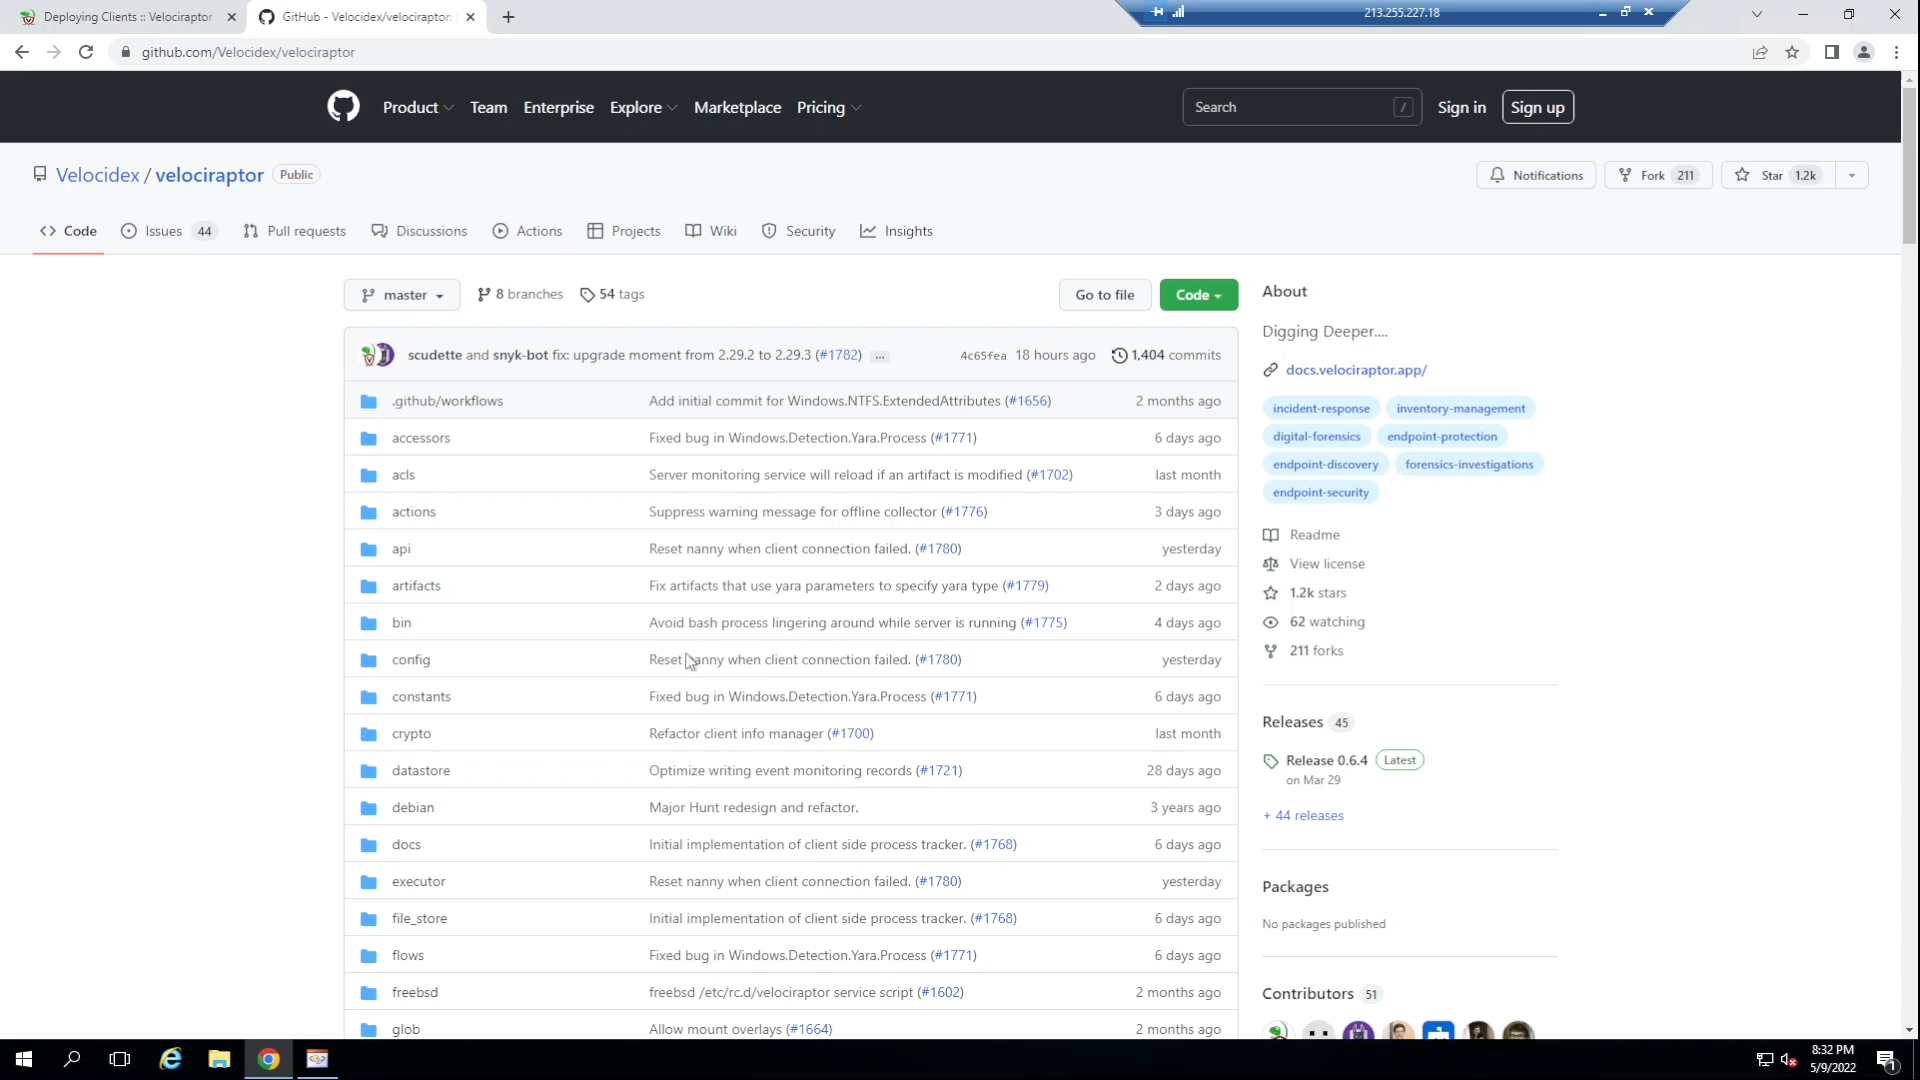 Deploying Clients :: Velociraptor
GitHub - Velocidex/velociraptor:
213.255.227.18
github.com/Velocidex/velociraptor
Product Team Enterprise Explore Marketplace Pricing
Search /
Sign in
Sign up
Velocidex / velociraptor Public
Notifications
Fork 211
Star 1.2k
Code
Issues 44
Pull requests
Discussions
Actions
Projects
Wiki
Security
Insights
master
8 branches
54 tags
Go to file
Code
scudette and snyk-bot fix: upgrade moment from 2.29.2 to 2.29.3 (#1782) ... 4c65fea 18 hours ago 1,404 commits
.github/workflows Add initial commit for Windows.NTFS.ExtendedAttributes (#1656) 2 months ago
accessors Fixed bug in Windows.Detection.Yara.Process (#1771) 6 days ago
acls Server monitoring service will reload if an artifact is modified (#1702) last month
actions Suppress warning message for offline collector (#1776) 3 days ago
api Reset nanny when client connection failed. (#1780) yesterday
artifacts Fix artifacts that use yara parameters to specify yara type (#1779) 2 days ago
bin Avoid bash process lingering around while server is running (#1775) 4 days ago
config Reset nanny when client connection failed. (#1780) yesterday
constants Fixed bug in Windows.Detection.Yara.Process (#1771) 6 days ago
crypto Refactor client info manager (#1700) last month
datastore Optimize writing event monitoring records (#1721) 28 days ago
debian Major Hunt redesign and refactor. 3 years ago
docs Initial implementation of client side process tracker. (#1768) 6 days ago
executor Reset nanny when client connection failed. (#1780) yesterday
file_store Initial implementation of client side process tracker. (#1768) 6 days ago
flows Fixed bug in Windows.Detection.Yara.Process (#1771) 6 days ago
freebsd freebsd /etc/rc.d/velociraptor service script (#1602) 2 months ago
glob Allow mount overlays (#1664) 2 months ago
About
Digging Deeper....
docs.velociraptor.app/
incident-response inventory-management
digital-forensics endpoint-protection
endpoint-discovery forensics-investigations
endpoint-security
Readme
View license
1.2k stars
62 watching
211 forks
Releases 45
Release 0.6.4 Latest
on Mar 29
+ 44 releases
Packages
No packages published
Contributors 51
8:32 PM
5/9/2022
1